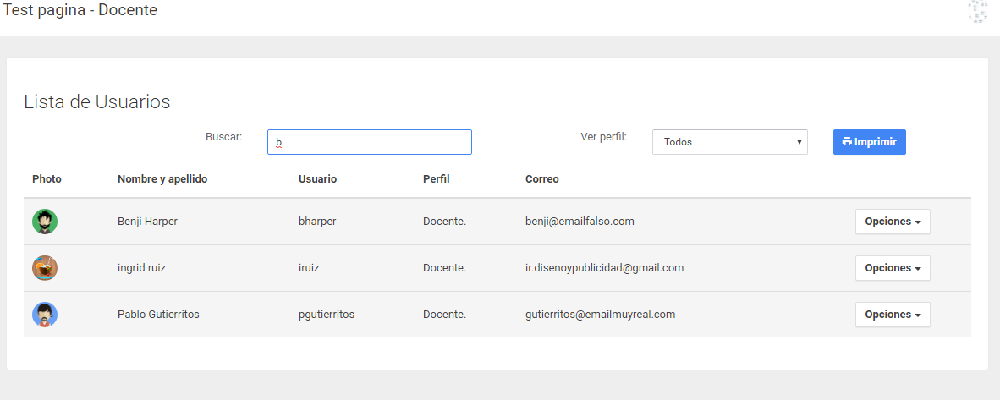 Test pagina - Docente
Lista de Usuarios
Buscar: b Ver perfil: Todos Imprimir
Photo Nombre y apellido Usuario Perfil Correo
Benji Harper bharper Docente. benji@emailfalso.com Opciones
ingrid ruiz iruiz Docente. ir.disenoypublicidad@gmail.com Opciones
Pablo Gutierritos pgutierritos Docente. gutierritos@emailmuyreal.com Opciones